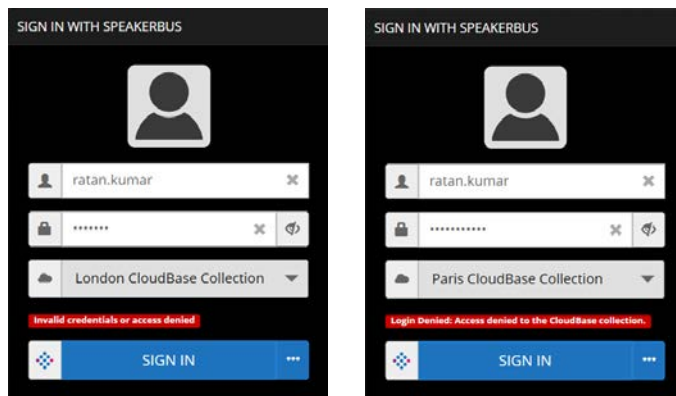 SIGN IN WITH SPEAKERBUS
ratan.kumar
•••••••
London CloudBase Collection
Invalid credentials or access denied
SIGN IN
SIGN IN WITH SPEAKERBUS
ratan.kumar
•••••••••••
Paris CloudBase Collection
Login Denied: Access denied to the CloudBase collection.
SIGN IN